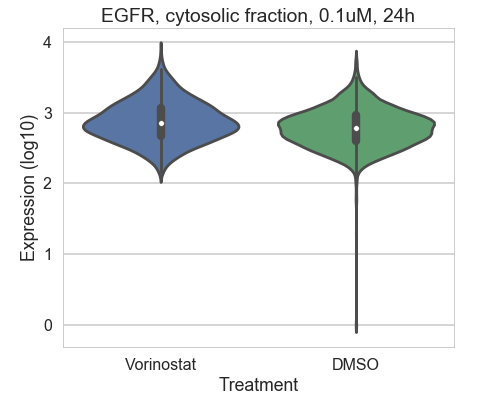 EGFR, cytosolic fraction, 0.1uM, 24h
4
3
2
1
0
Expression (log10)
Vorinostat
DMSO
Treatment